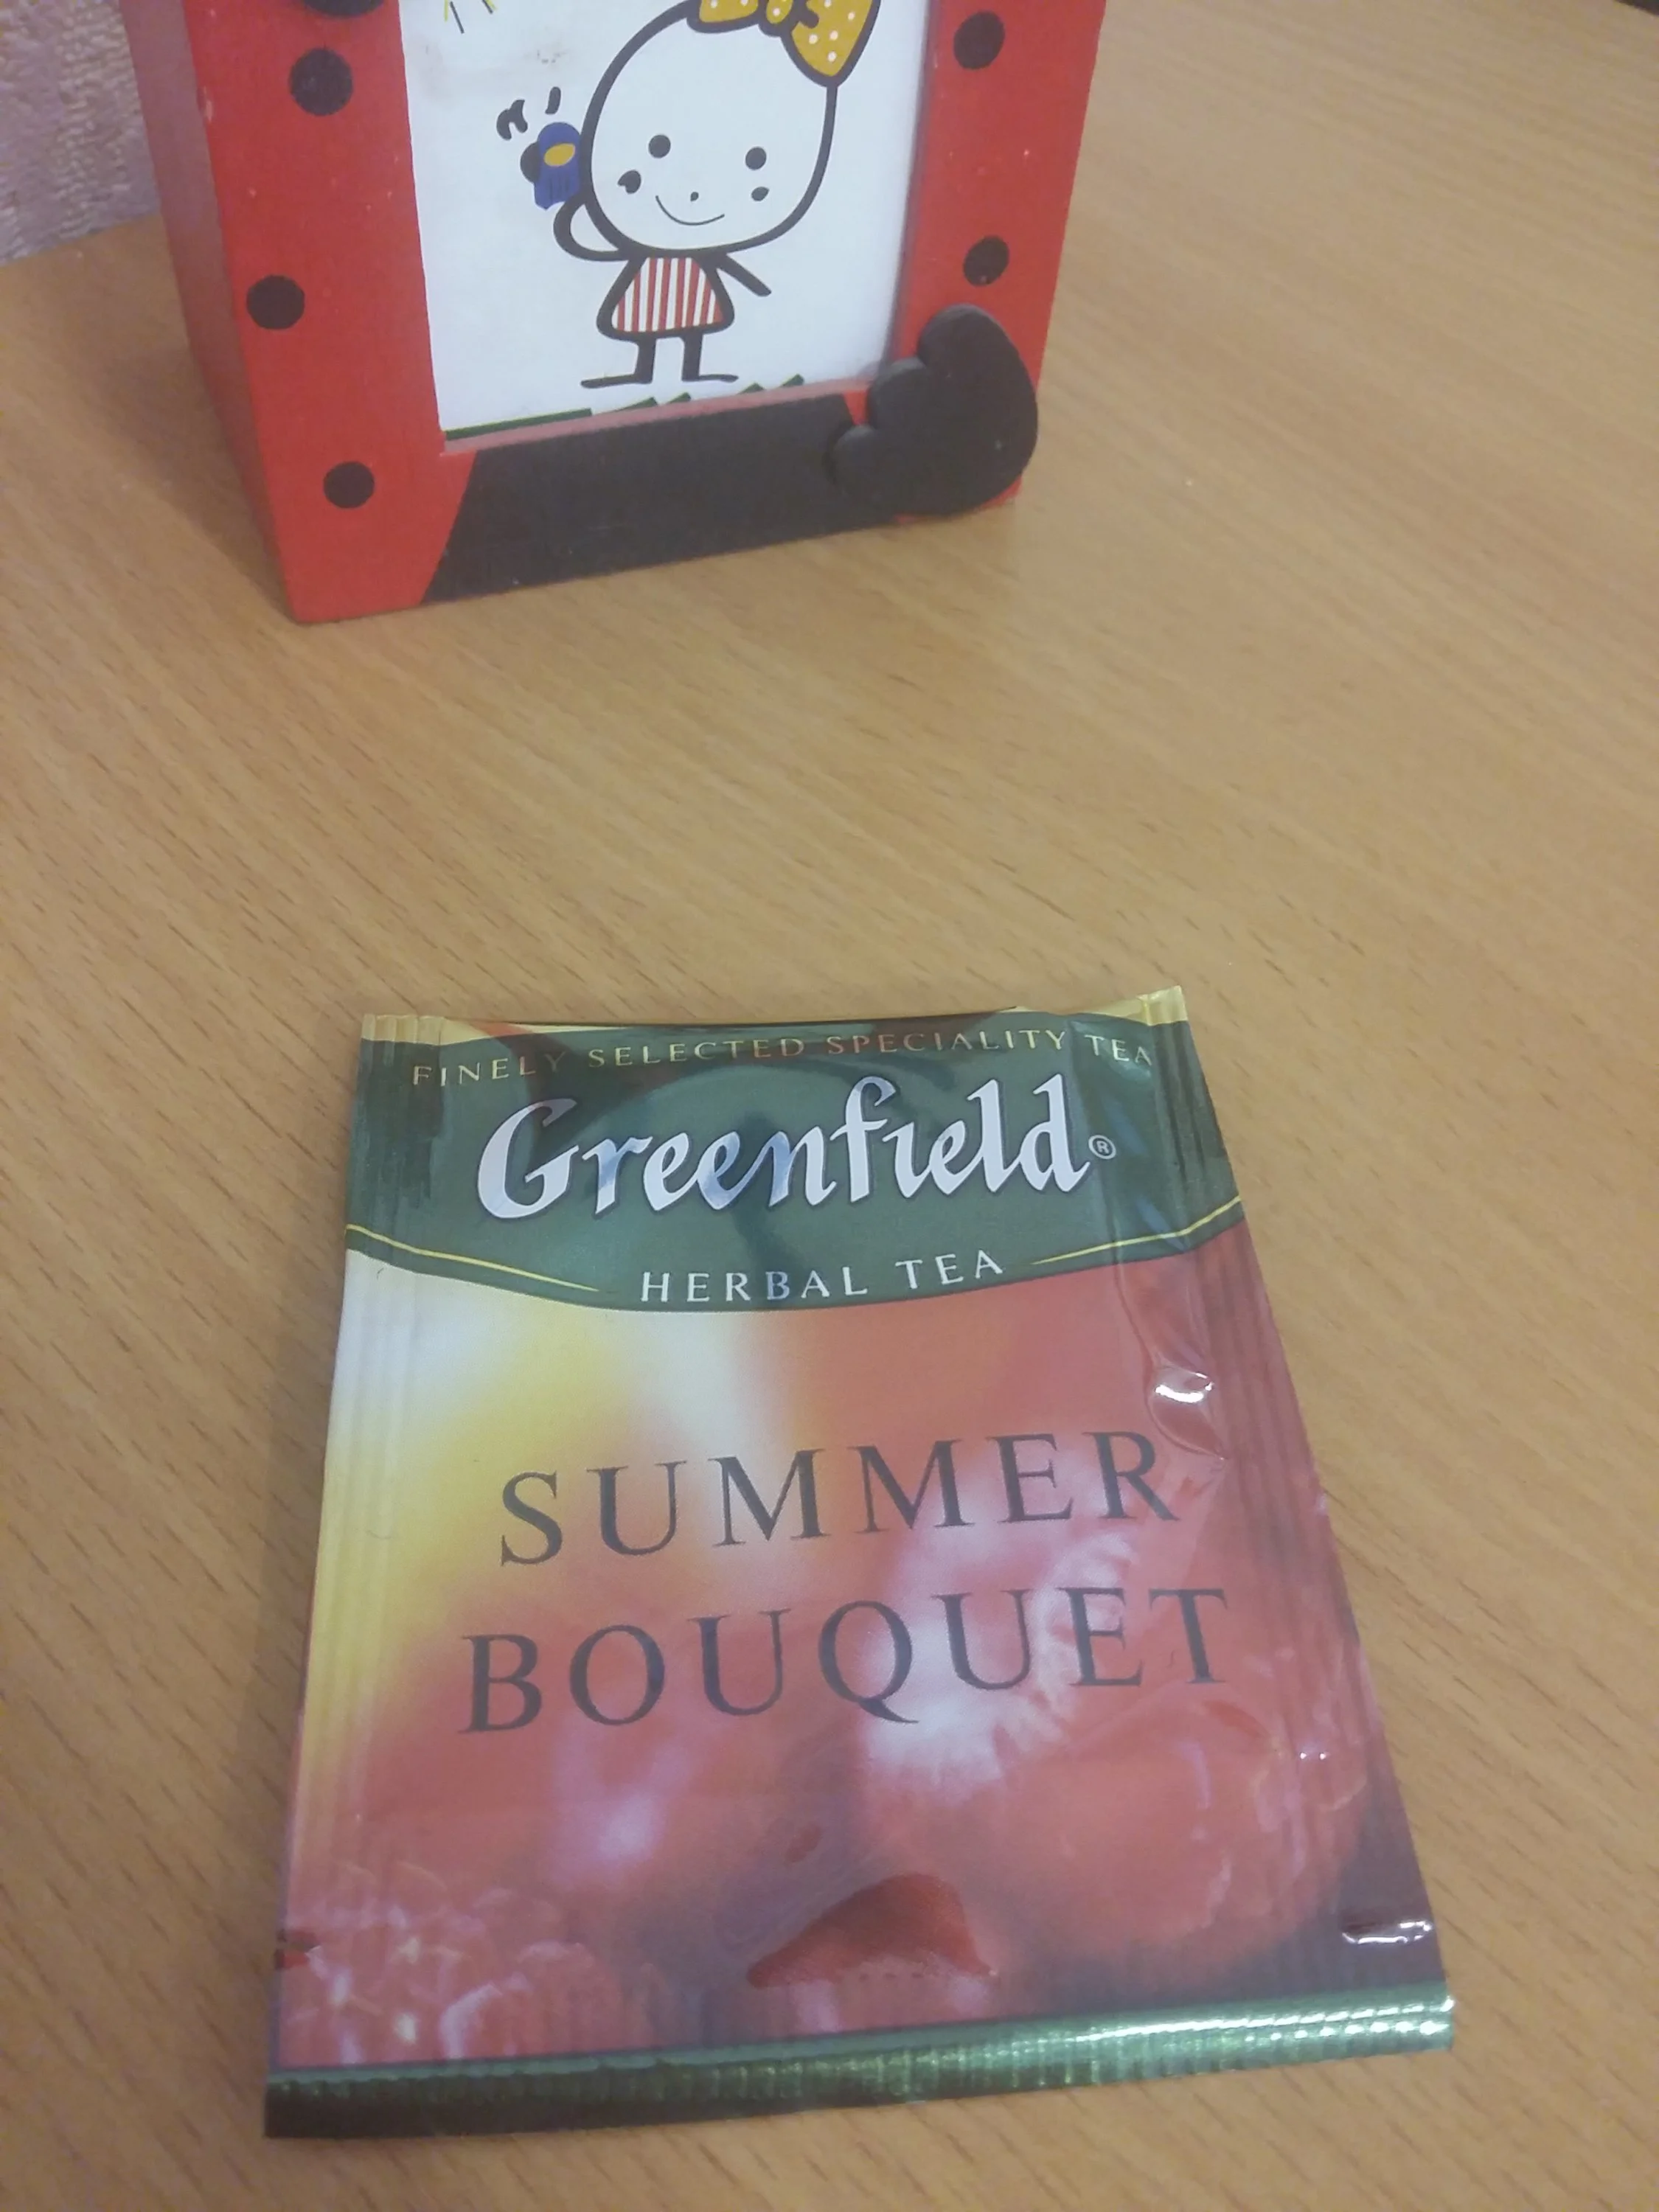 FINELY SELECTED SPECIALITY TEA
Greenfield®
HERBAL TEA
SUMMER
BOUQUET